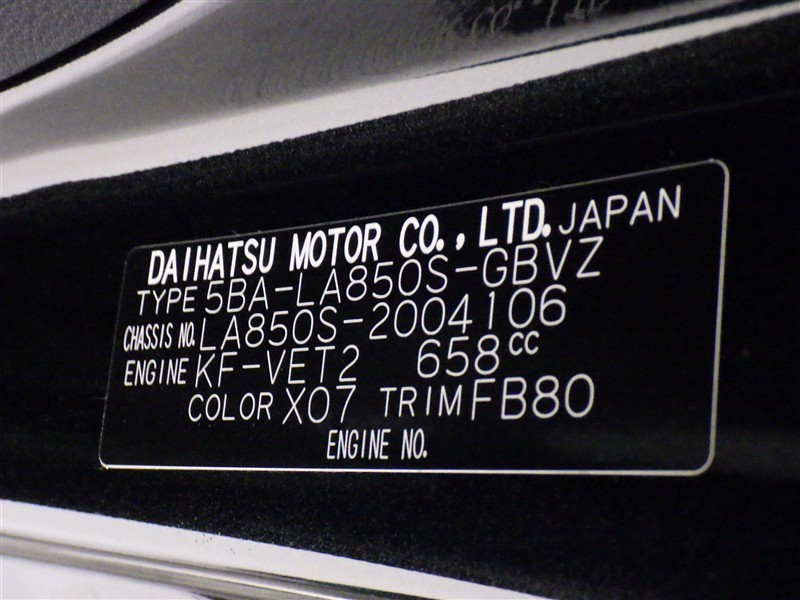 DAIHATSU MOTOR CO., LTD. JAPAN
TYPE 5BA-LA850S-GBVZ
CHASSIS NO. LA850S-2004106
ENGINE KF-VET2 658cc
COLOR X07 TRIM FB80
ENGINE NO.